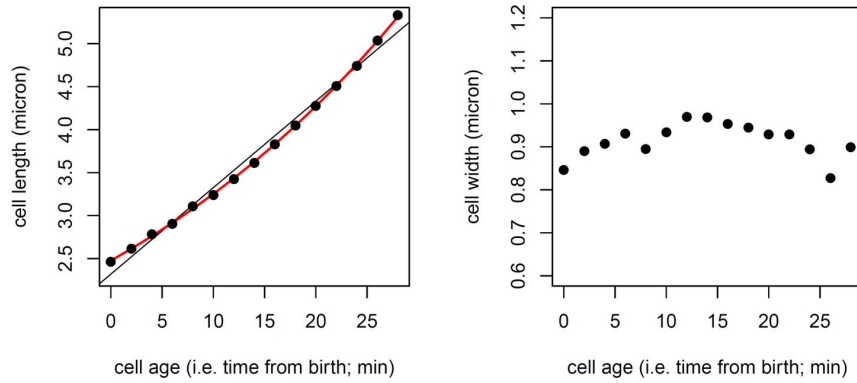 cell length (micron)
5.0
4.5
4.0
3.5
3.0
2.5
0 5 10 15 20 25
cell age (i.e. time from birth; min)
cell width (micron)
1.2
1.1
1.0
0.9
0.8
0.7
0.6
0 5 10 15 20 25
cell age (i.e. time from birth; min)